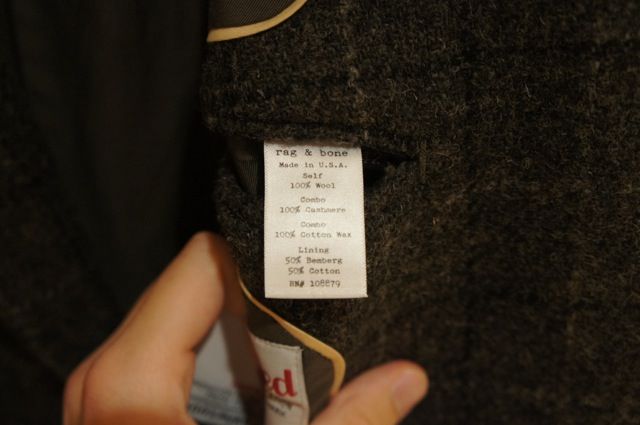 rag & bone
Made in U.S.A.
Self
100% Wool
Combo
100% Cashmere
Combo
100% Cotton Wax
Lining
50% Bemberg
50% Cotton
RN# 108879